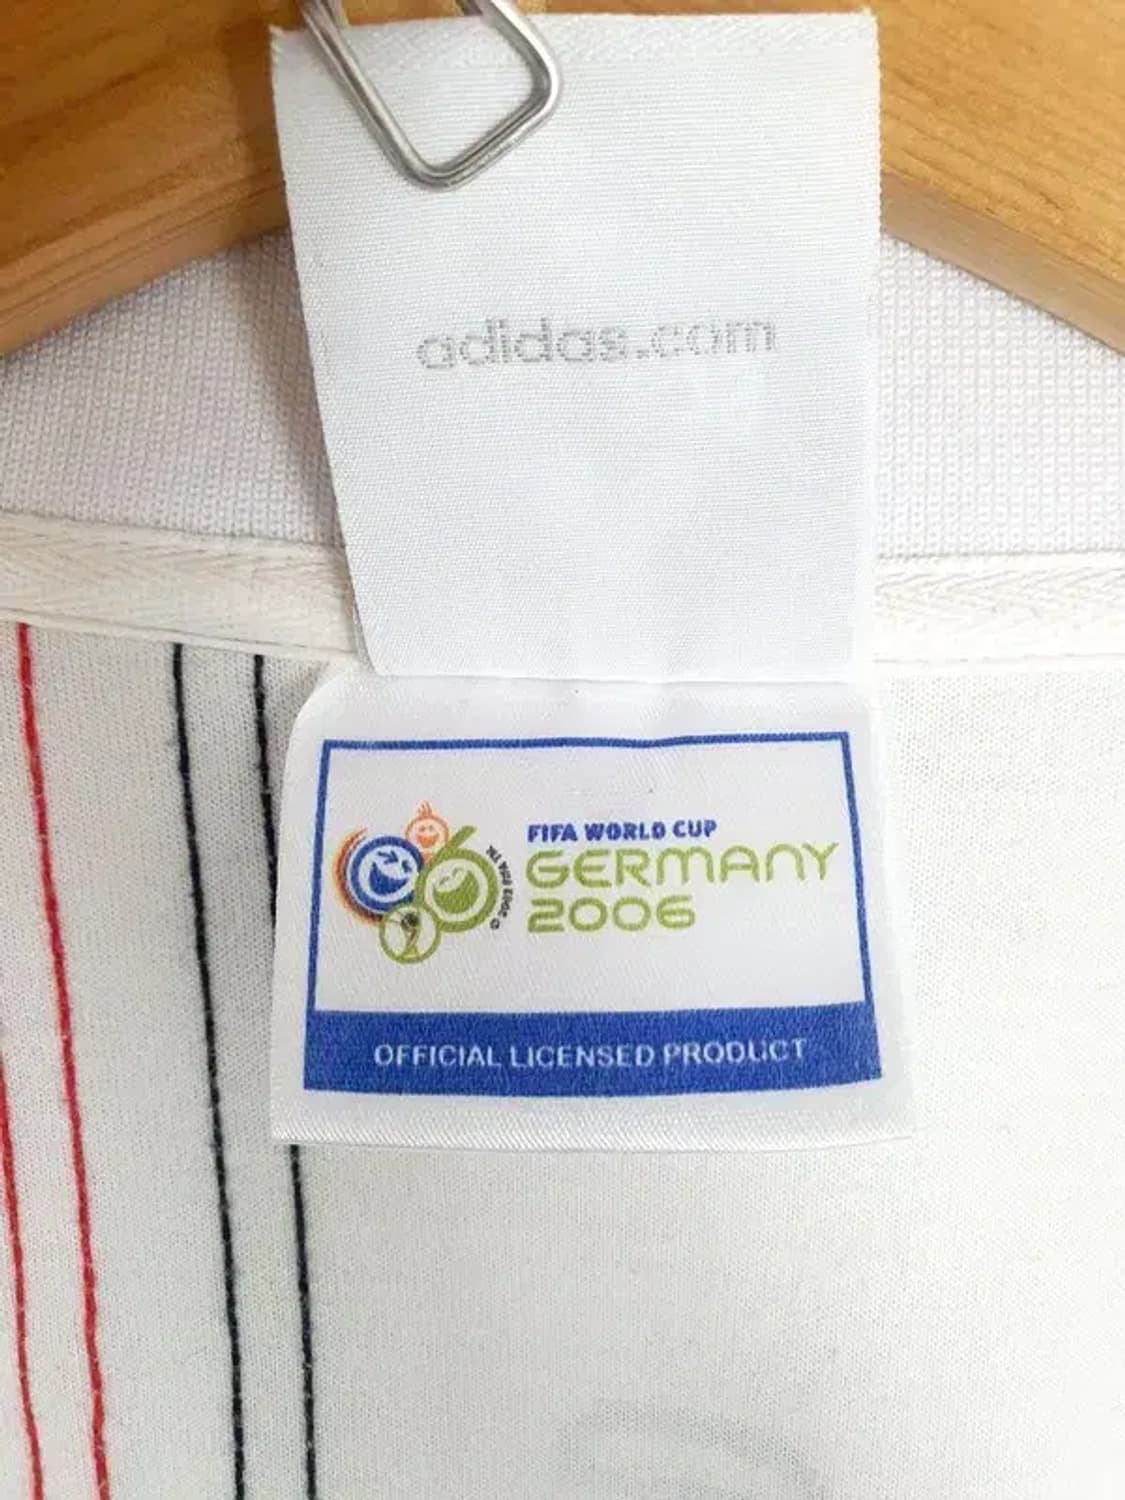 adidas.com
FIFA WORLD CUP
GERMANY
2006
OFFICIAL LICENSED PRODUCT